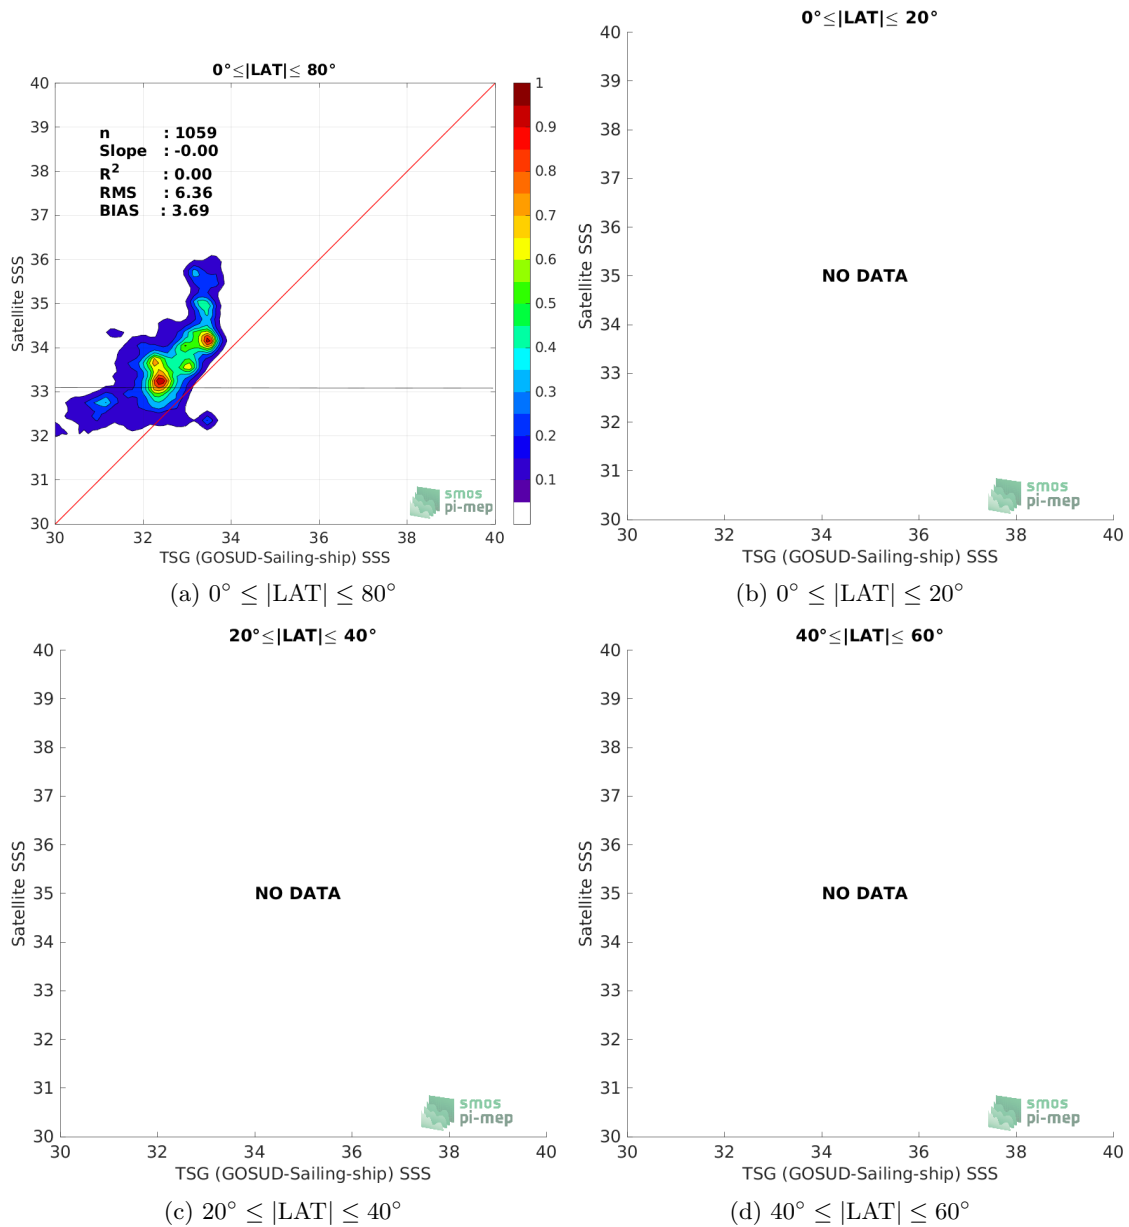 0°≤|LAT|≤ 80°
40
39
38
37
36
35
34
33
32
31
30
n : 1059
Slope : -0.00
R² : 0.00
RMS : 6.36
BIAS : 3.69
Satellite SSS
smos
pi-mep
30 32 34 36 38 40
TSG (GOSUD-Sailing-ship) SSS
1
0.9
0.8
0.7
0.6
0.5
0.4
0.3
0.2
0.1
(a) 0° ≤ |LAT| ≤ 80°
0°≤|LAT|≤ 20°
40
39
38
37
36
35
34
33
32
31
30
Satellite SSS
NO DATA
smos
pi-mep
30 32 34 36 38 40
TSG (GOSUD-Sailing-ship) SSS
(b) 0° ≤ |LAT| ≤ 20°
20°≤|LAT|≤ 40°
40
39
38
37
36
35
34
33
32
31
30
Satellite SSS
NO DATA
smos
pi-mep
30 32 34 36 38 40
TSG (GOSUD-Sailing-ship) SSS
(c) 20° ≤ |LAT| ≤ 40°
40°≤|LAT|≤ 60°
40
39
38
37
36
35
34
33
32
31
30
Satellite SSS
NO DATA
smos
pi-mep
30 32 34 36 38 40
TSG (GOSUD-Sailing-ship) SSS
(d) 40° ≤ |LAT| ≤ 60°